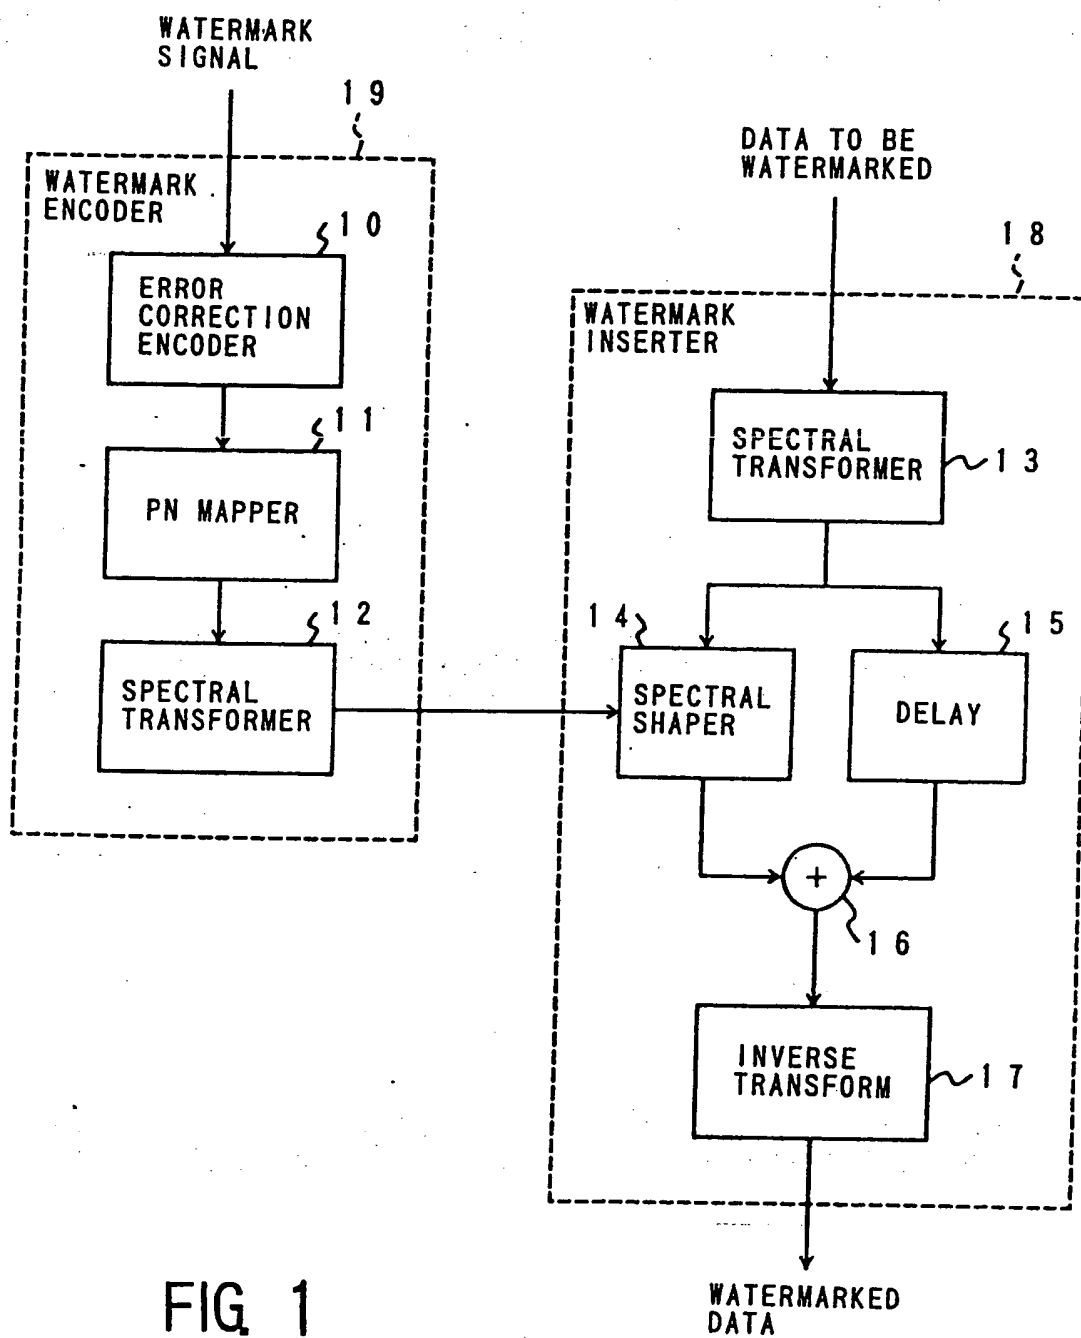 WATERMARK
SIGNAL
19
WATERMARK
ENCODER
10
ERROR
CORRECTION
ENCODER
11
PN MAPPER
12
SPECTRAL
TRANSFORMER
DATA TO BE
WATERMARKED
18
WATERMARK
INSERTER
SPECTRAL
TRANSFORMER
13
14
SPECTRAL
SHAPER
15
DELAY
+
16
INVERSE
TRANSFORM
17
WATERMARKED
DATA
FIG. 1